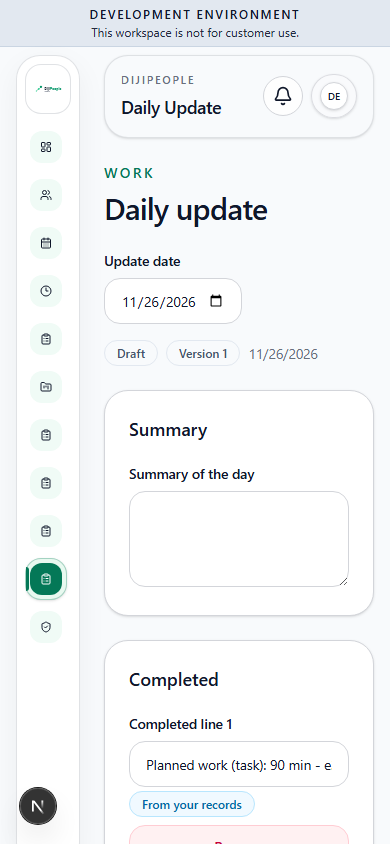 DEVELOPMENT ENVIRONMENT
This workspace is not for customer use.
DIJIPEOPLE
Daily Update
DE
WORK
Daily update
Update date
11/26/2026
Draft
Version 1
11/26/2026
Summary
Summary of the day
Completed
Completed line 1
Planned work (task): 90 min - e
From your records
N